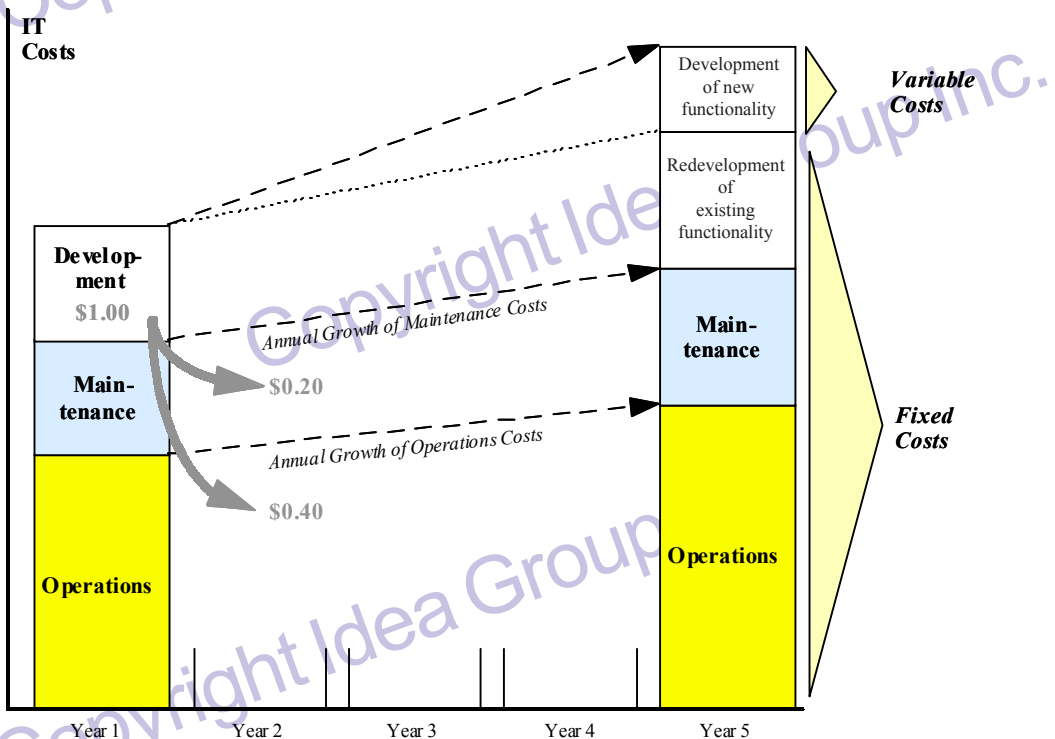 IT
Costs
Development
of new
functionality
Variable
Costs
Redevelopment
of
existing
functionality
Develop-
ment
$1.00
Annual Growth of Maintenance Costs
Main-
tenance
Main-
tenance
$0.20
Annual Growth of Operations Costs
Fixed
Costs
$0.40
Operations
Operations
Year 1
Year 2
Year 3
Year 4
Year 5
Copyright Idea
oup Inc.
Copyright Idea Group